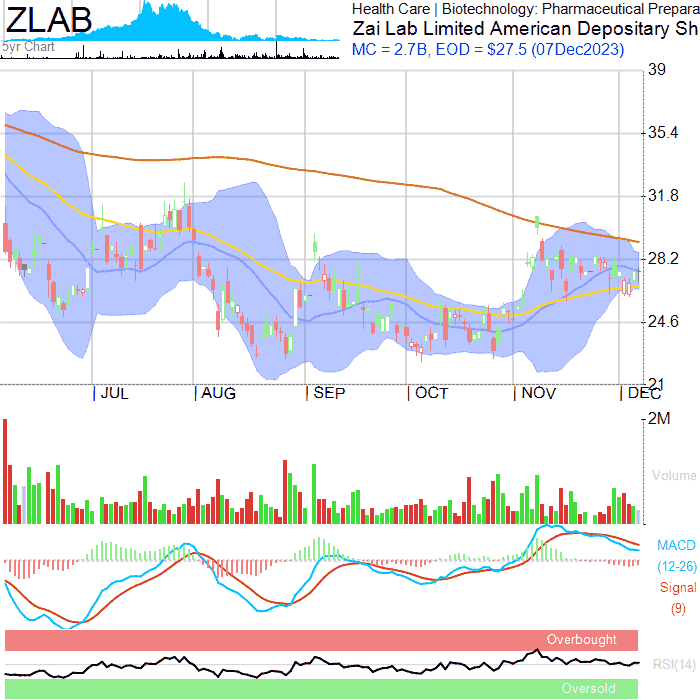 ZLAB
5yr Chart
Health Care | Biotechnology: Pharmaceutical Prepara
Zai Lab Limited American Depositary Sh
MC = 2.7B, EOD = $27.5 (07Dec2023)
39
35.4
31.8
28.2
24.6
21
JUL AUG SEP OCT NOV DEC
2M
Volume
MACD
(12-26)
Signal
(9)
Overbought
RSI(14)
Oversold